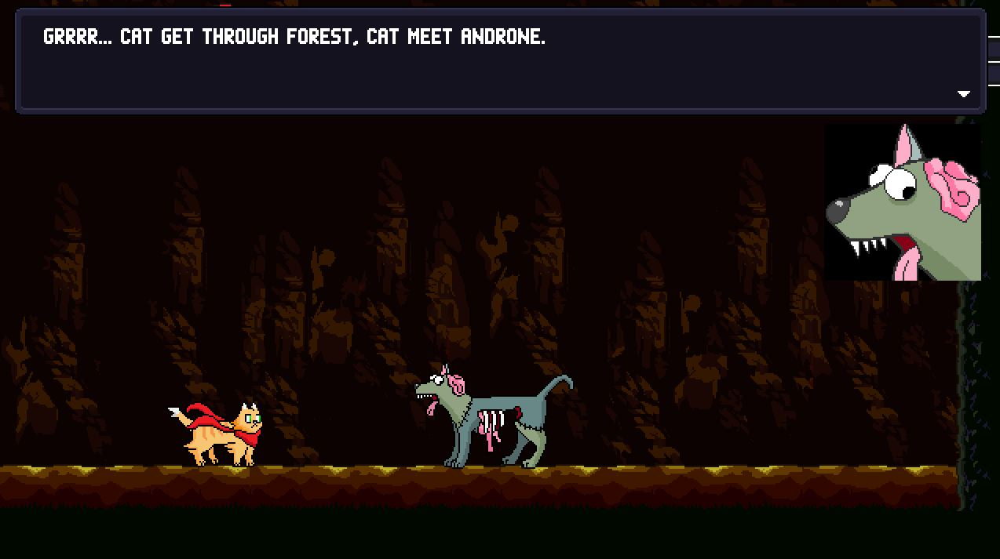 GRRRR... CAT GET THROUGH FOREST, CAT MEET ANDRONE.